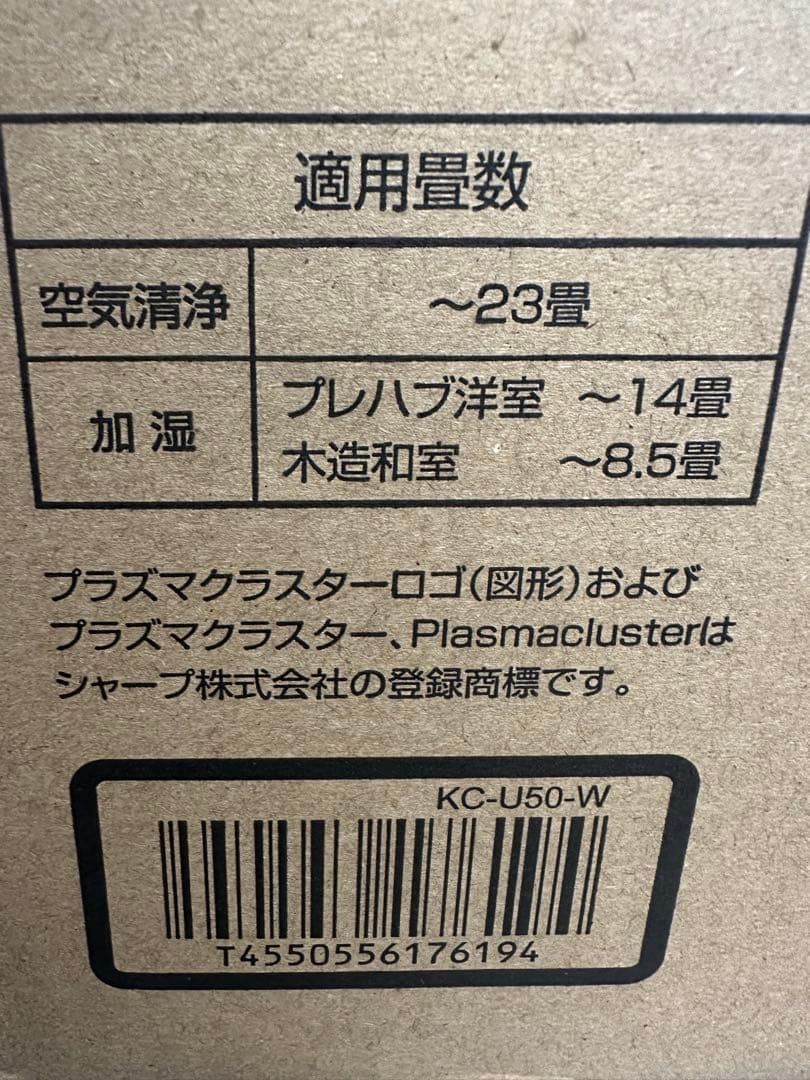 適用畳数
空気清浄 ～23畳
加湿 プレハブ洋室 ～14畳
木造和室 ～8.5畳
プラズマクラスターロゴ(図形)および
プラズマクラスター、Plasmaclusterは
シャープ株式会社の登録商標です。
KC-U50-W
T4550556176194